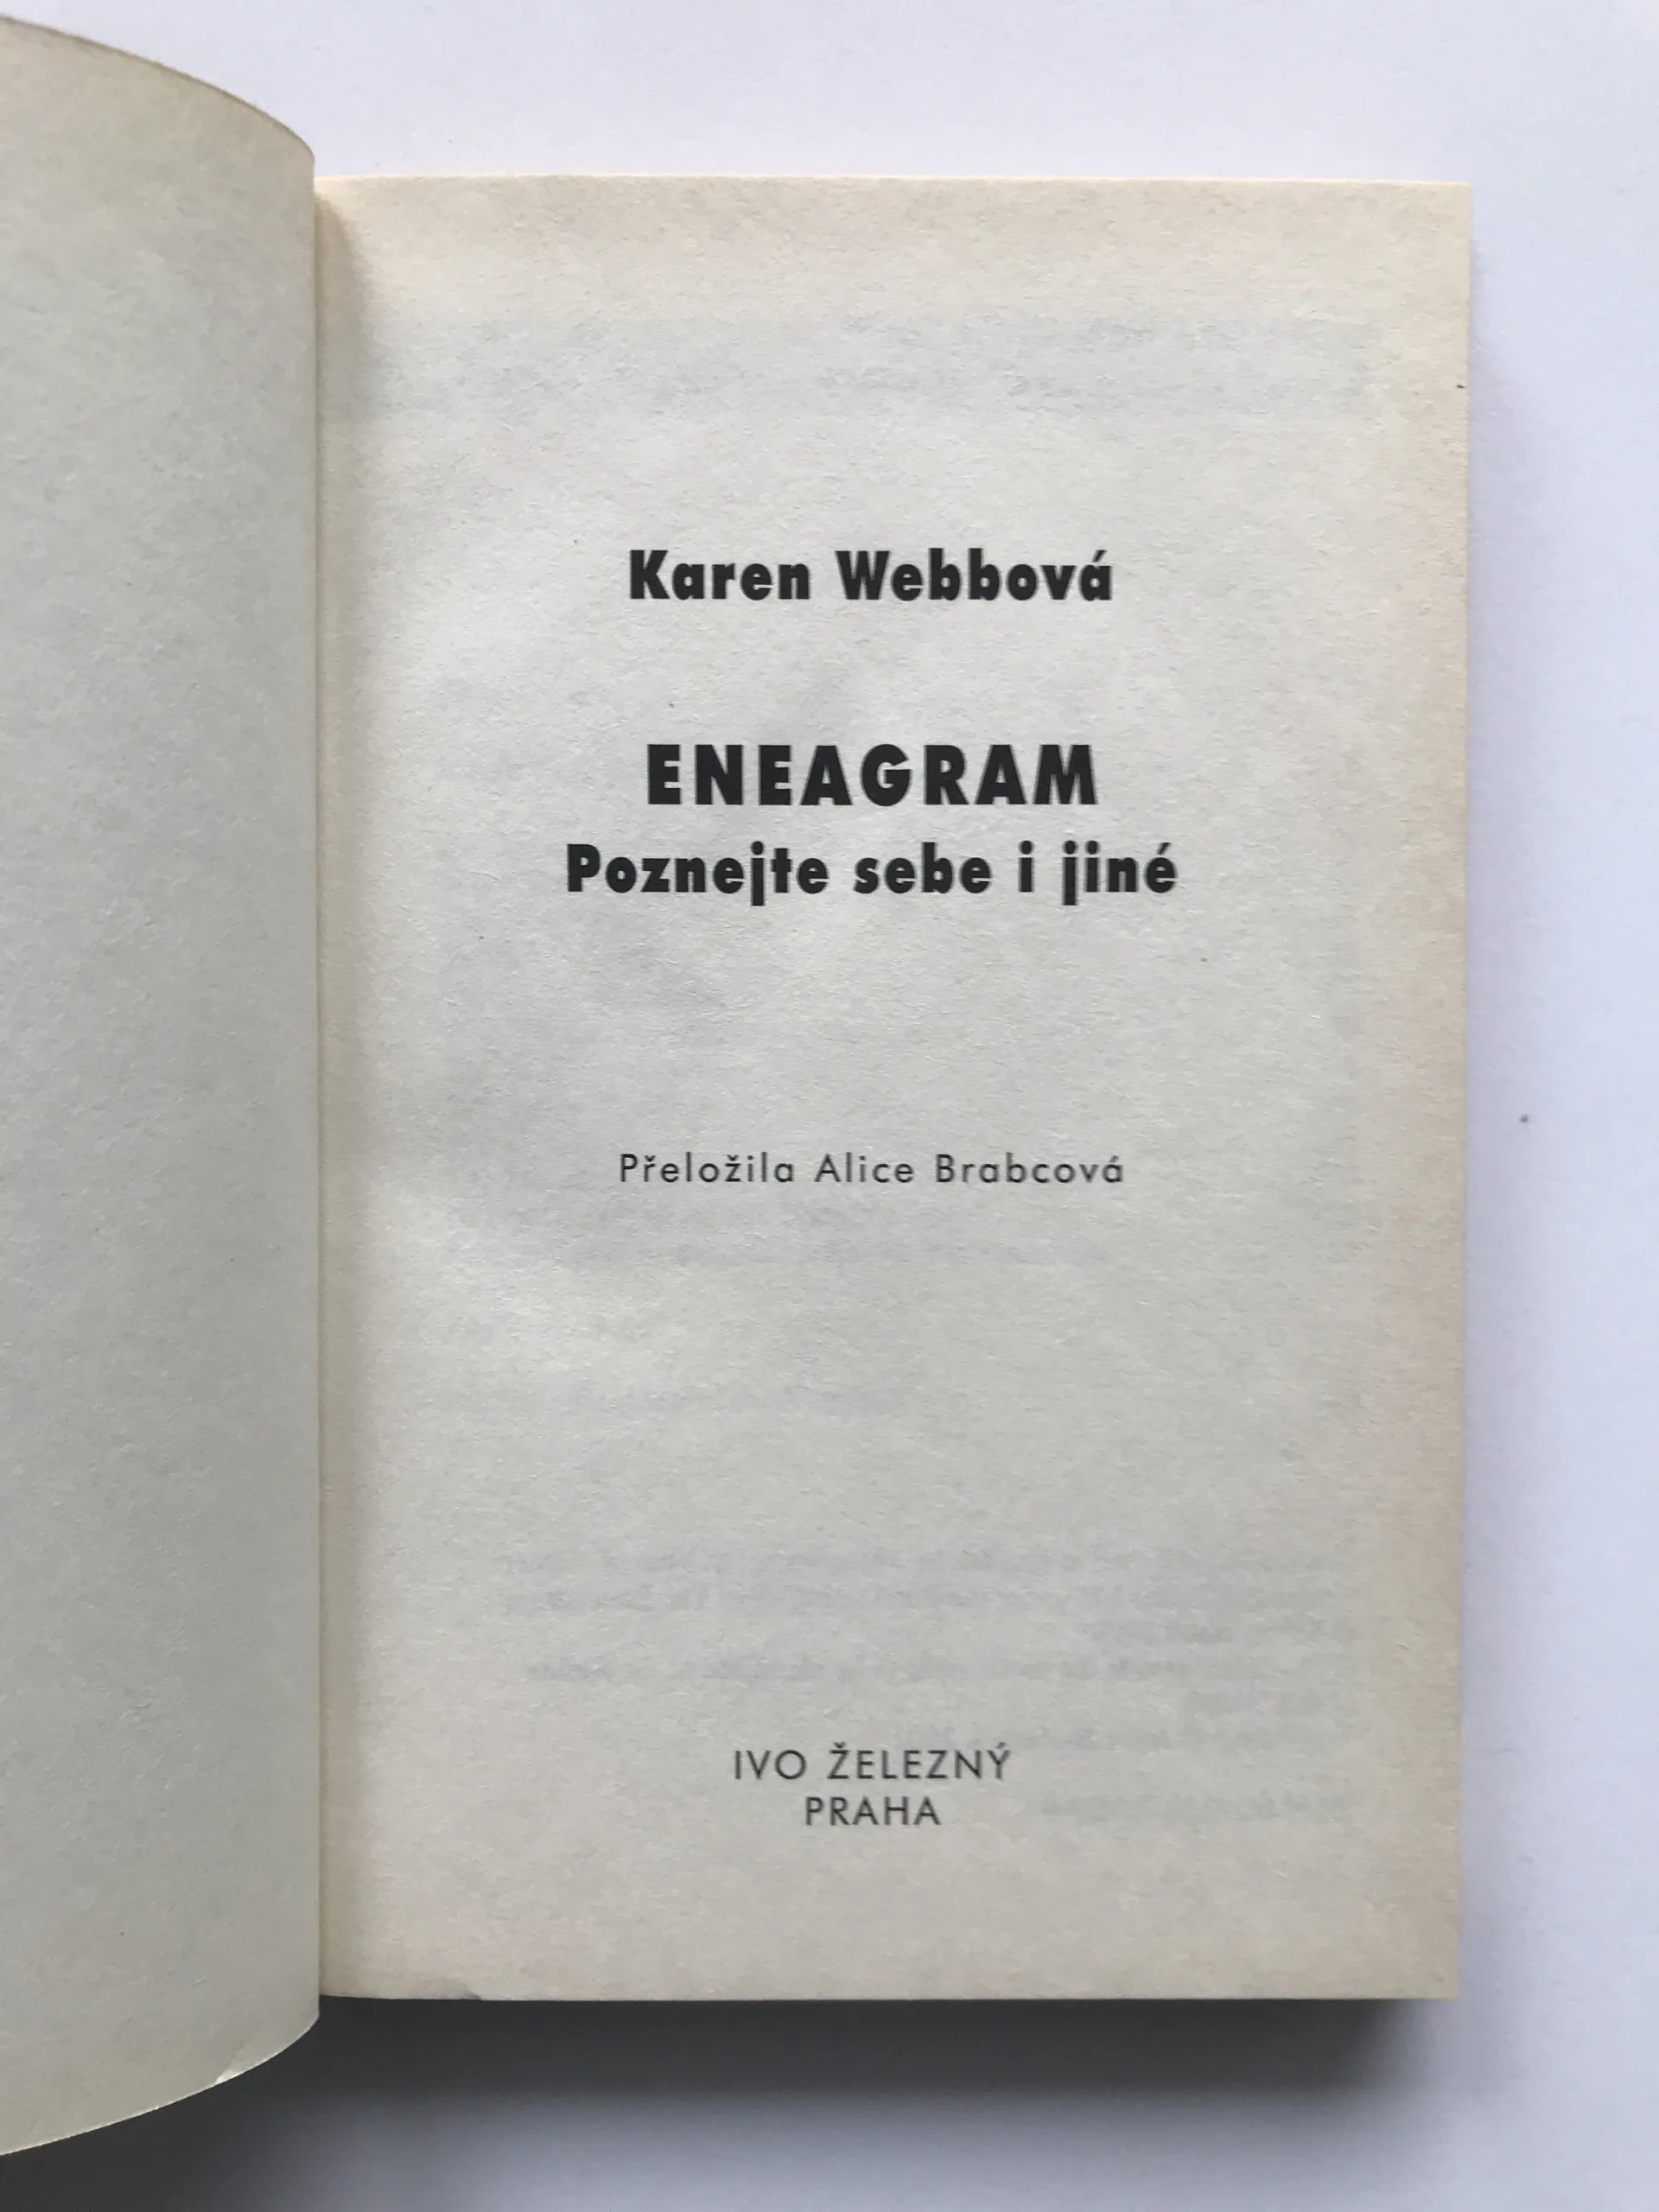 Karen Webbová
ENEAGRAM
Poznejte sebe i jiné
Přeložila Alice Brabcová
IVO ŽELEZNÝ
PRAHA